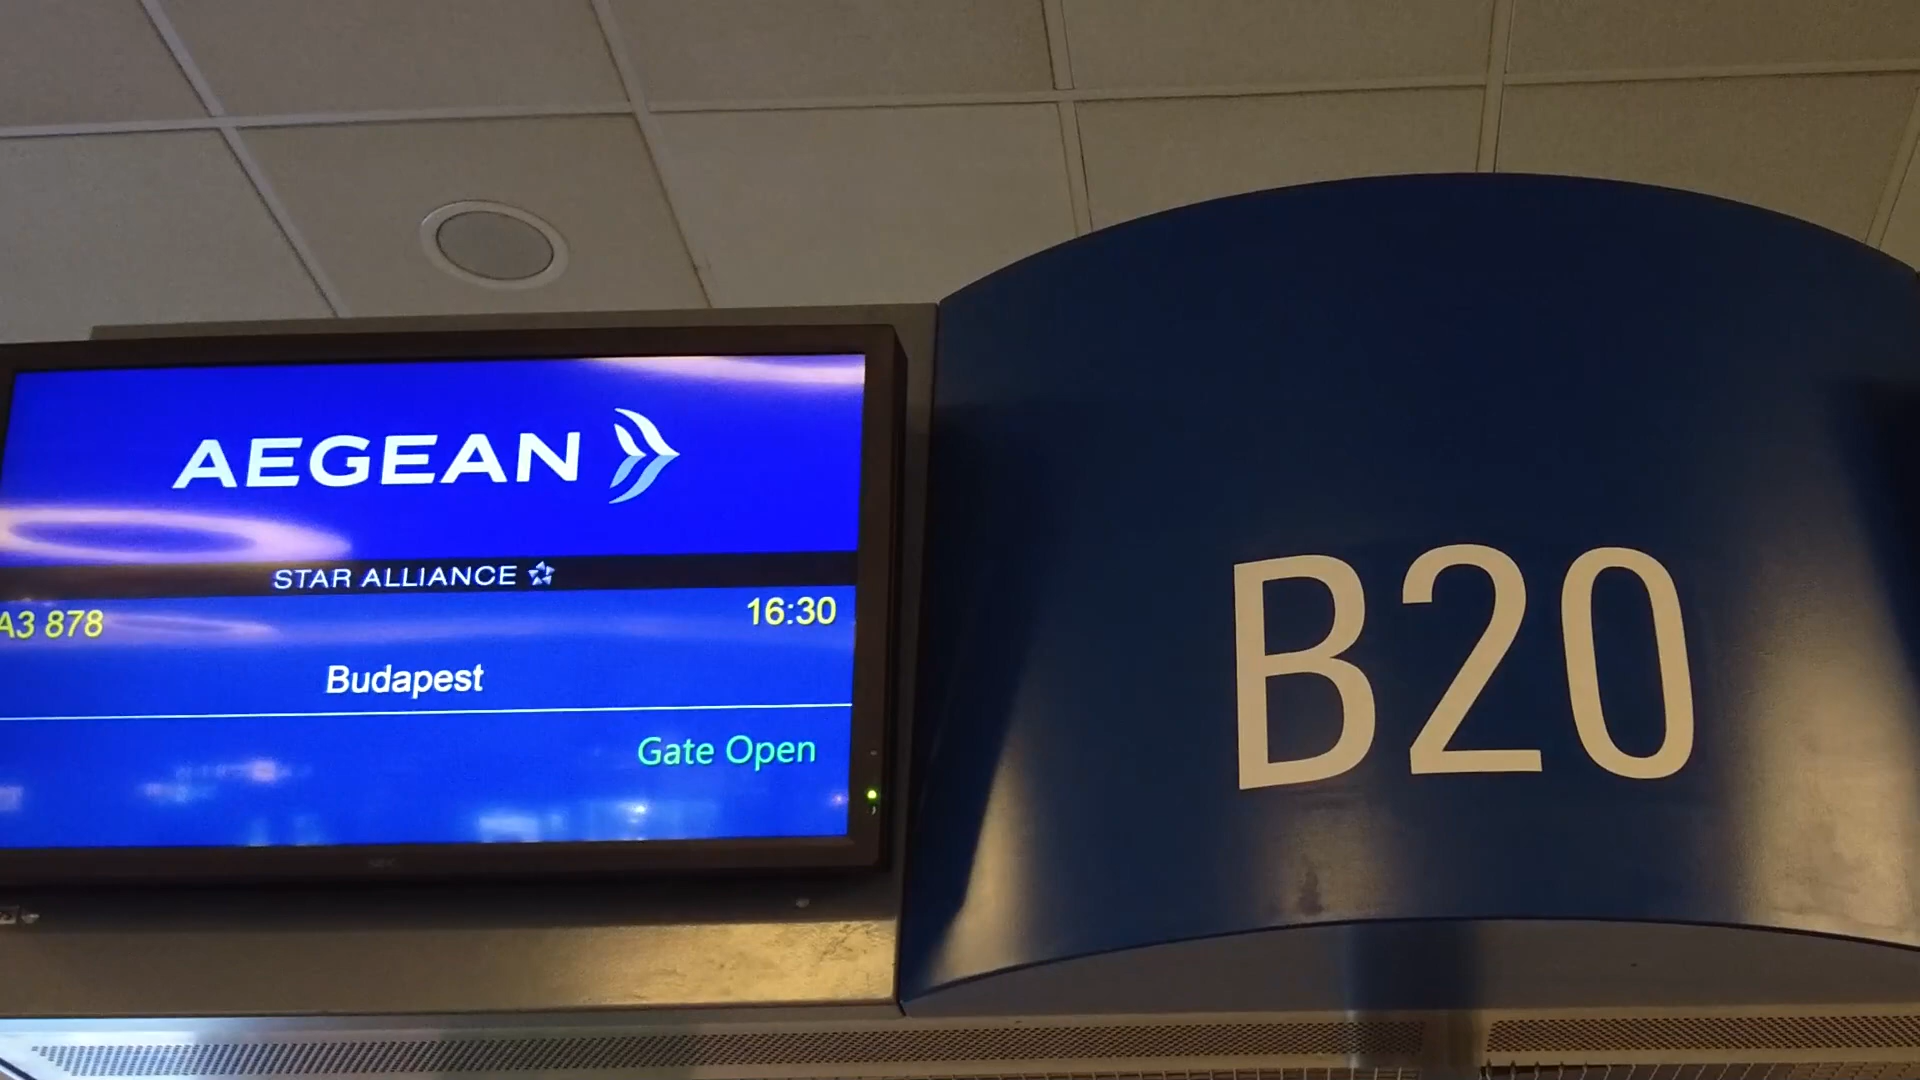 AEGEAN
STAR ALLIANCE
A3 878
16:30
Budapest
Gate Open
B20